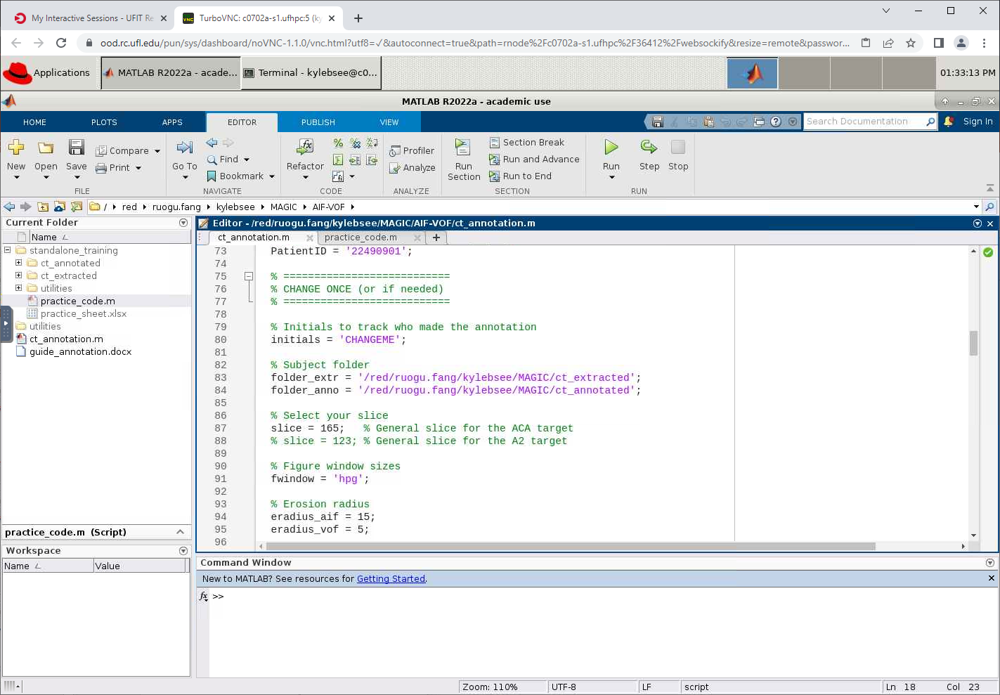 My Interactive Sessions - UFIT Re
TurboVNC: c0702a-s1.ufhpc:5 (ky
ood.rc.ufl.edu/pun/sys/dashboard/noVNC-1.1.0/vnc.html?utf8=✓&autoconnect=true&path=rnode%2Fc0702a-s1.ufhpc%2F36412%2Fwebsockify&resize=remote&passwor...
Applications
MATLAB R2022a - acade...
Terminal - kylebsee@c0...
01:33:13 PM
MATLAB R2022a - academic use
HOME PLOTS APPS EDITOR PUBLISH VIEW
Search Documentation
Sign In
New Open Save Compare Print
FILE
Go To Find Bookmark
NAVIGATE
Refactor
CODE
Profiler Analyze
ANALYZE
Run Section
Section Break
Run and Advance
Run to End
SECTION
Run Step Stop
RUN
/ red ruogu.fang kylebsee MAGIC AIF-VOF
Current Folder
Name
standalone_training
ct_annotated
ct_extracted
utilities
practice_code.m
practice_sheet.xlsx
utilities
ct_annotation.m
guide_annotation.docx
practice_code.m (Script)
Workspace
Name Value
Editor - /red/ruogu.fang/kylebsee/MAGIC/AIF-VOF/ct_annotation.m
ct_annotation.m practice_code.m
73 PatientID = '22490901';
74
75 % ===========================
76 % CHANGE ONCE (or if needed)
77 % ===========================
78
79 % Initials to track who made the annotation
80 initials = 'CHANGEME';
81
82 % Subject folder
83 folder_extr = '/red/ruogu.fang/kylebsee/MAGIC/ct_extracted';
84 folder_anno = '/red/ruogu.fang/kylebsee/MAGIC/ct_annotated';
85
86 % Select your slice
87 slice = 165;   % General slice for the ACA target
88 % slice = 123; % General slice for the A2 target
89
90 % Figure window sizes
91 fwindow = 'hpg';
92
93 % Erosion radius
94 eradius_aif = 15;
95 eradius_vof = 5;
96
Command Window
New to MATLAB? See resources for Getting Started.
fx >>
Zoom: 110% UTF-8 LF script Ln 18 Col 23